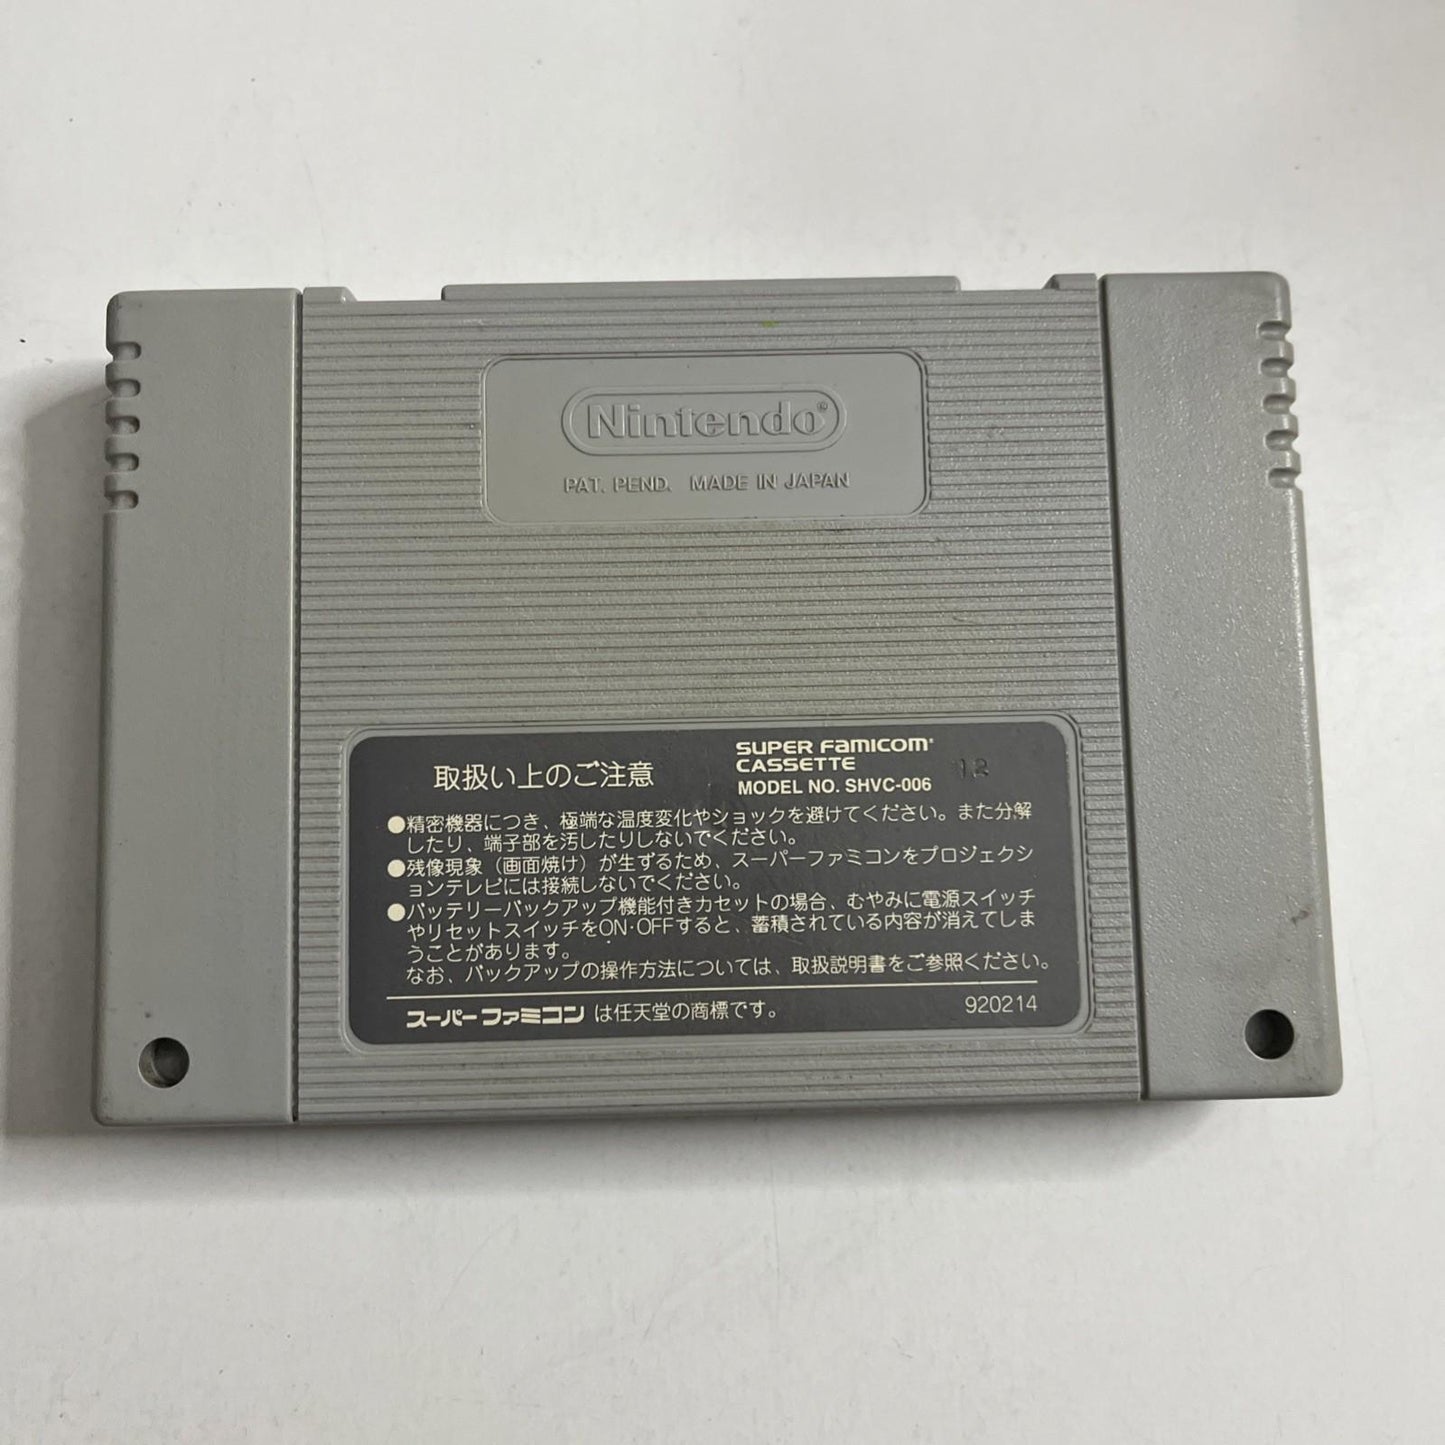 Nintendo®
PAT. PEND. MADE IN JAPAN
取扱い上のご注意
SUPER FAMICOM®
CASSETTE
MODEL NO. SHVC-006
12
●精密機器につき、極端な温度変化やショックを避けてください。また分解
したり、端子部を汚したりしないでください。
●残像現象（画面焼け）が生ずるため、スーパーファミコンをプロジェクシ
ョンテレビには接続しないでください。
●バッテリーバックアップ機能付きカセットの場合、むやみに電源スイッチ
やリセットスイッチをON·OFFすると、蓄積されている内容が消えてしま
うことがあります。
なお、バックアップの操作方法については、取扱説明書をご参照ください。
スーパーファミコン は任天堂の商標です。
920214